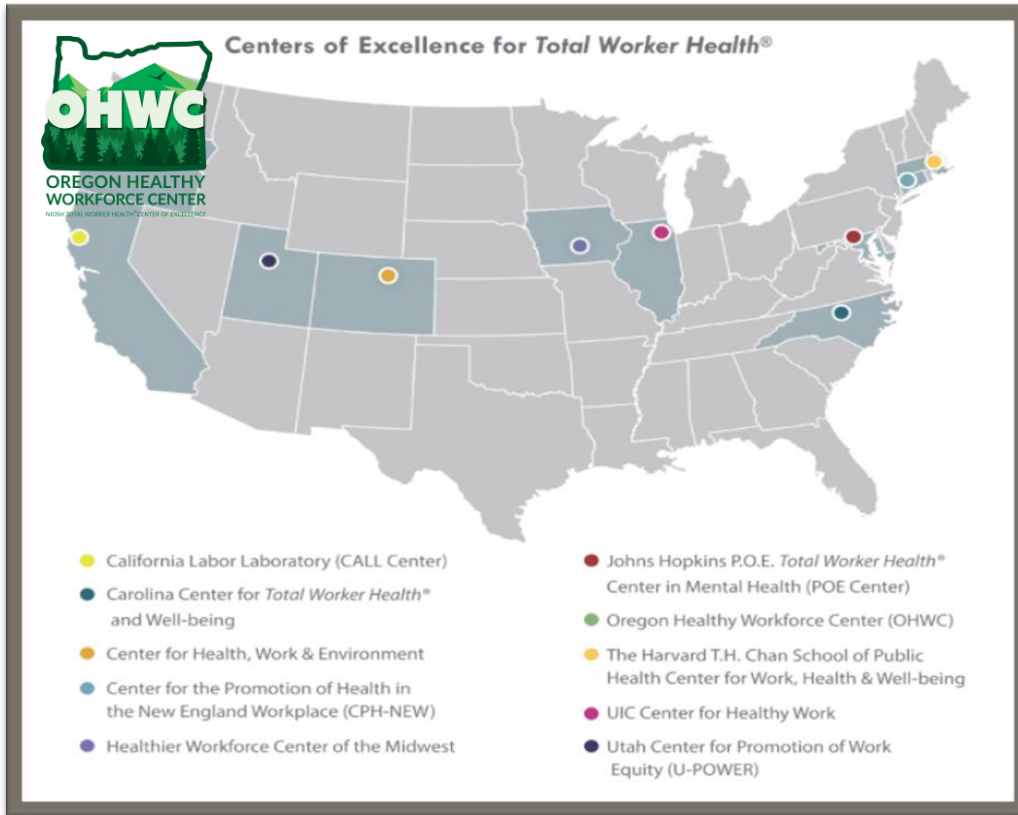 Centers of Excellence for Total Worker Health®
OHWC
OREGON HEALTHY
WORKFORCE CENTER
NIOSH TOTAL WORKER HEALTH® CENTER OF EXCELLENCE
California Labor Laboratory (CALL Center)
Carolina Center for Total Worker Health®
and Well-being
Center for Health, Work & Environment
Center for the Promotion of Health in
the New England Workplace (CPH-NEW)
Healthier Workforce Center of the Midwest
Johns Hopkins P.O.E. Total Worker Health®
Center in Mental Health (POE Center)
Oregon Healthy Workforce Center (OHWC)
The Harvard T.H. Chan School of Public
Health Center for Work, Health & Well-being
UIC Center for Healthy Work
Utah Center for Promotion of Work
Equity (U-POWER)